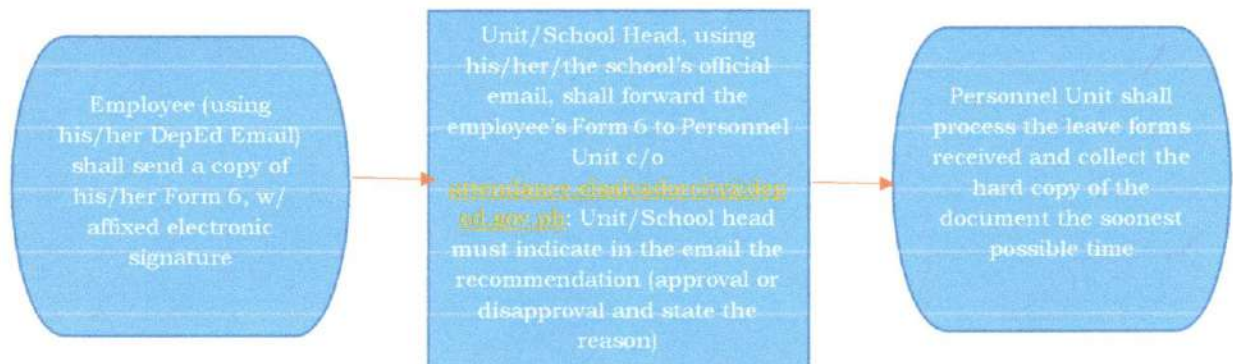 Employee (using
his/her DepEd Email)
shall send a copy of
his/her Form 6, w/
affixed electronic
signature
Unit/School Head, using
his/her/the school's official
email, shall forward the
employee's Form 6 to Personnel
Unit c/o
ed.gov.ph: Unit/School head
must indicate in the email the
recommendation (approval or
disapproval and state the
reason)
Personnel Unit shall
process the leave forms
received and collect the
hard copy of the
document the soonest
possible time